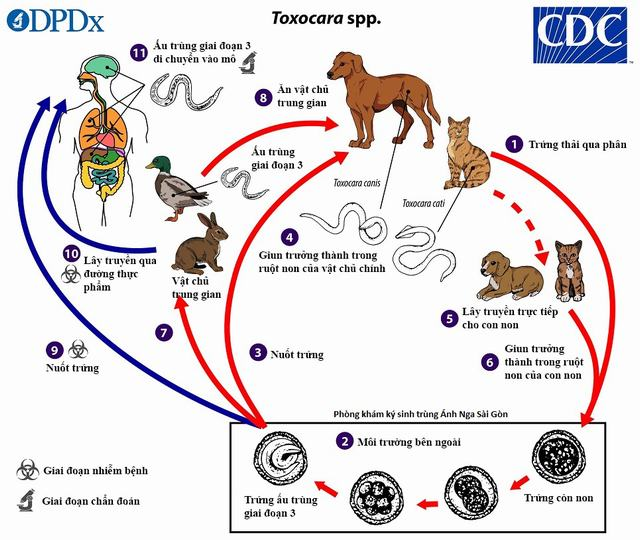 DPDx
Toxocara spp.
CDC
11 Ấu trùng giai đoạn 3
di chuyển vào mô
8 Ăn vật chủ
trung gian
1 Trứng thải qua phân
Ấu trùng
giai đoạn 3
Toxocara canis
Toxocara cati
4
Giun trưởng thành trong
ruột non của vật chủ chính
10 Lây truyền qua
đường thực
phẩm
Vật chủ
trung gian
5 Lây truyền trực tiếp
cho con non
7
3 Nuốt trứng
9
Nuốt trứng
6 Giun trưởng
thành trong ruột
non của con non
Phòng khám ký sinh trùng Ánh Nga Sài Gòn
2 Môi trường bên ngoài
Trứng ấu trùng
giai đoạn 3
Trứng còn non
Giai đoạn nhiễm bệnh
Giai đoạn chẩn đoán